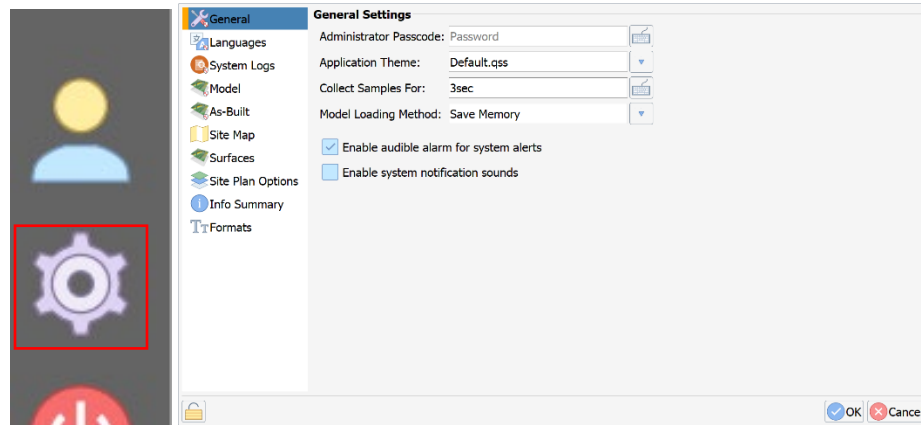 General
Languages
System Logs
Model
As-Built
Site Map
Surfaces
Site Plan Options
Info Summary
Formats
General Settings
Administrator Passcode: Password
Application Theme: Default.qss
Collect Samples For: 3sec
Model Loading Method: Save Memory
Enable audible alarm for system alerts
Enable system notification sounds
OK
Cance